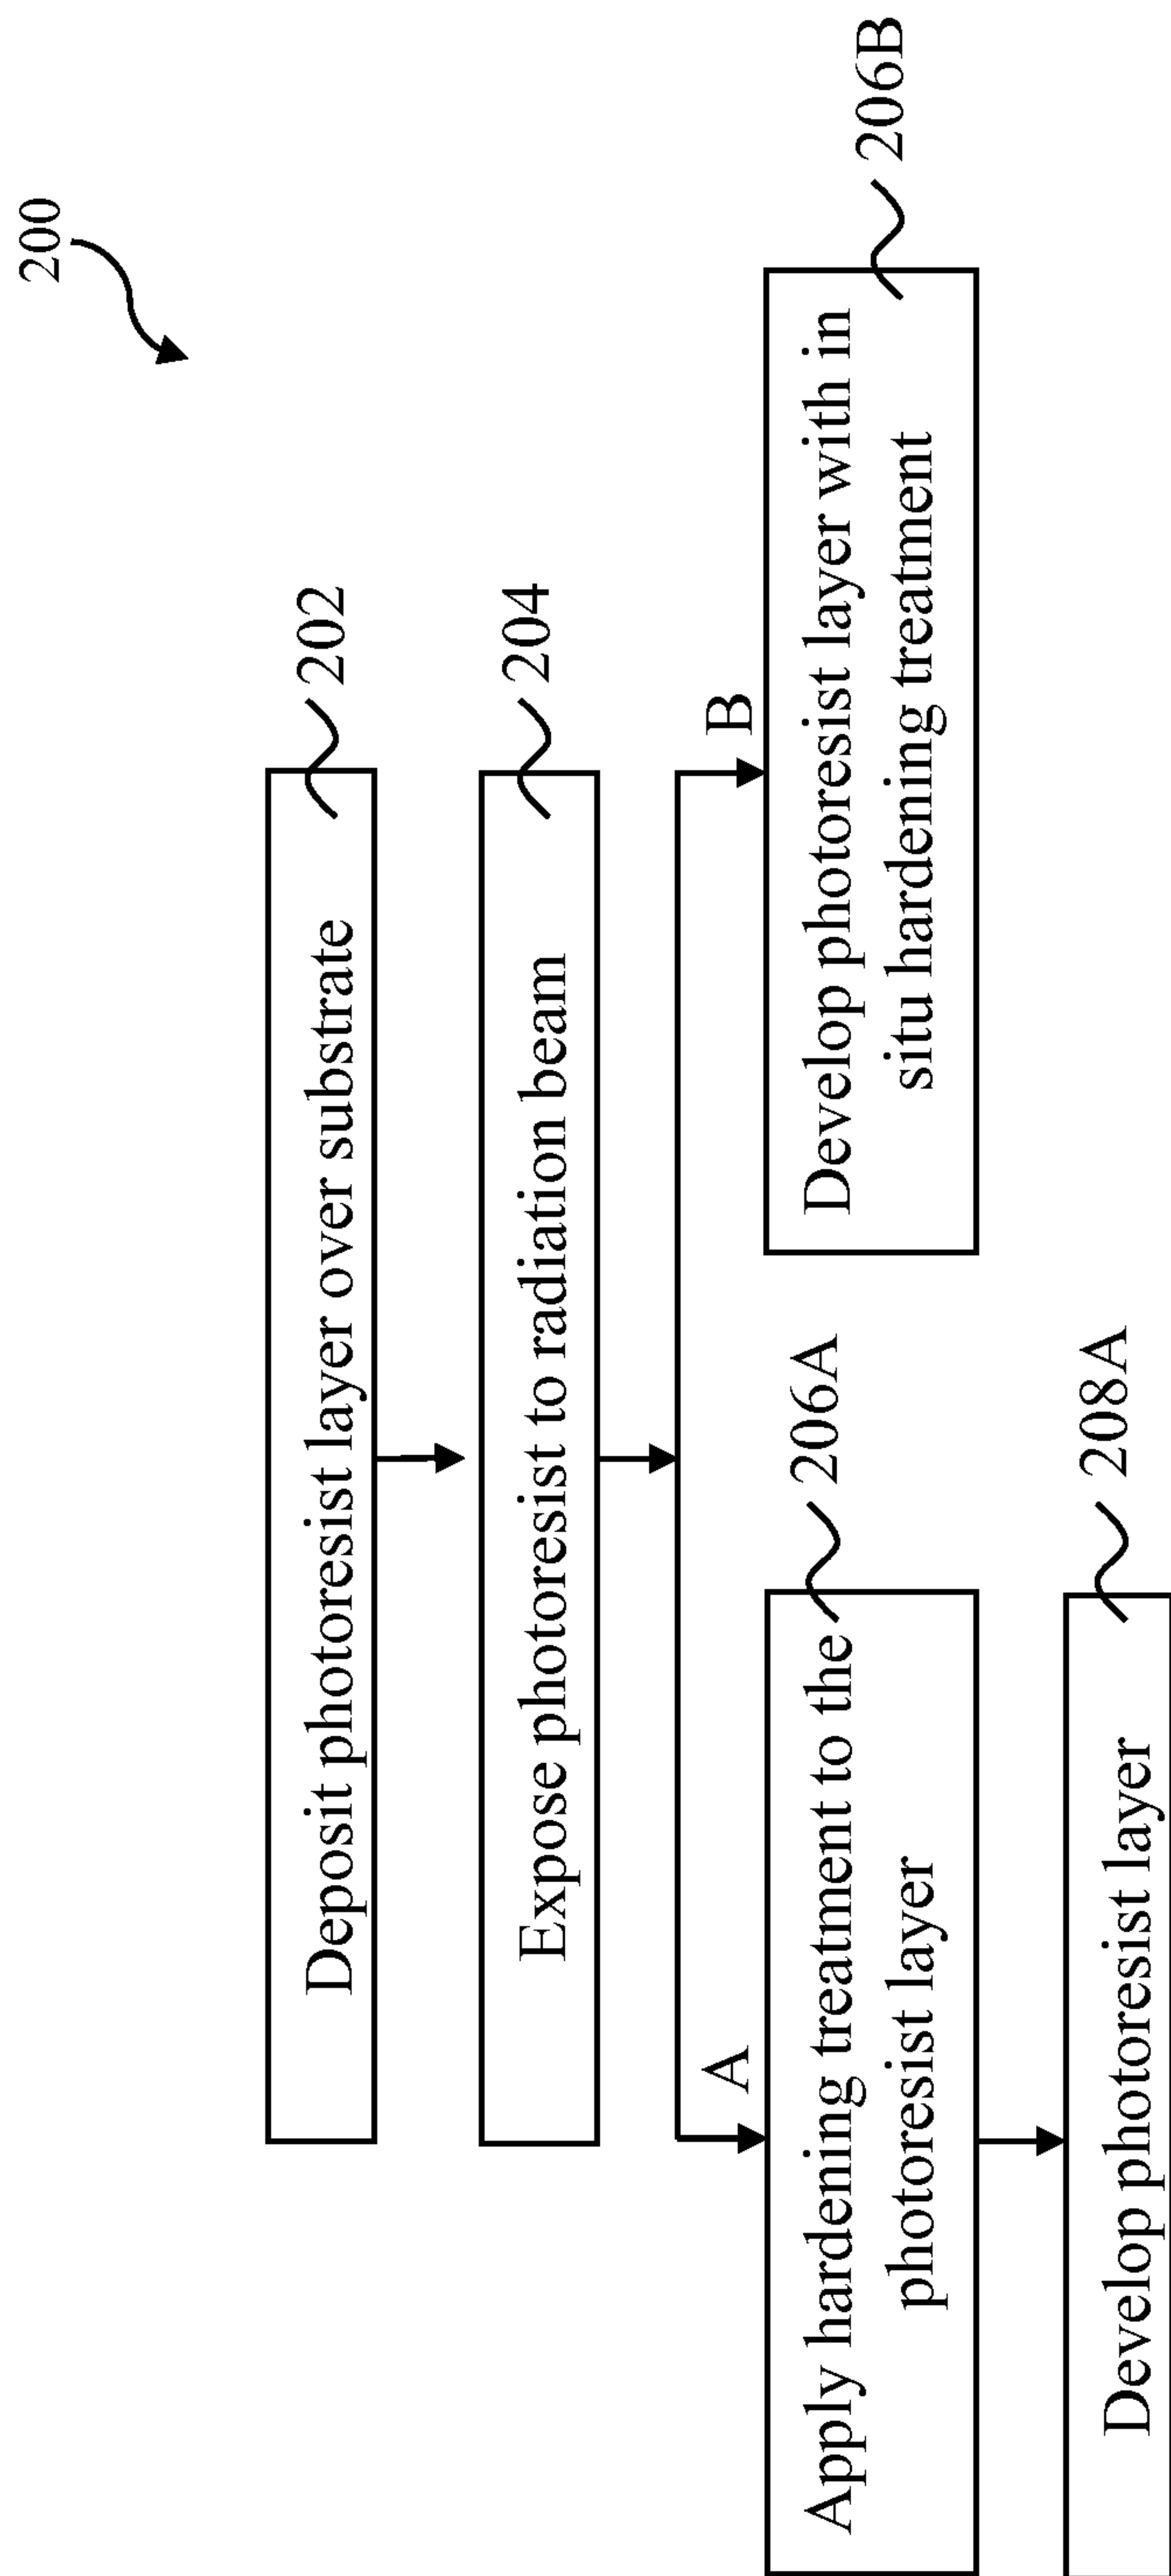 200
Deposit photoresist layer over substrate
202
Expose photoresist to radiation beam
204
A
B
Apply hardening treatment to the
photoresist layer
206A
Develop photoresist layer with in
situ hardening treatment
206B
Develop photoresist layer
208A